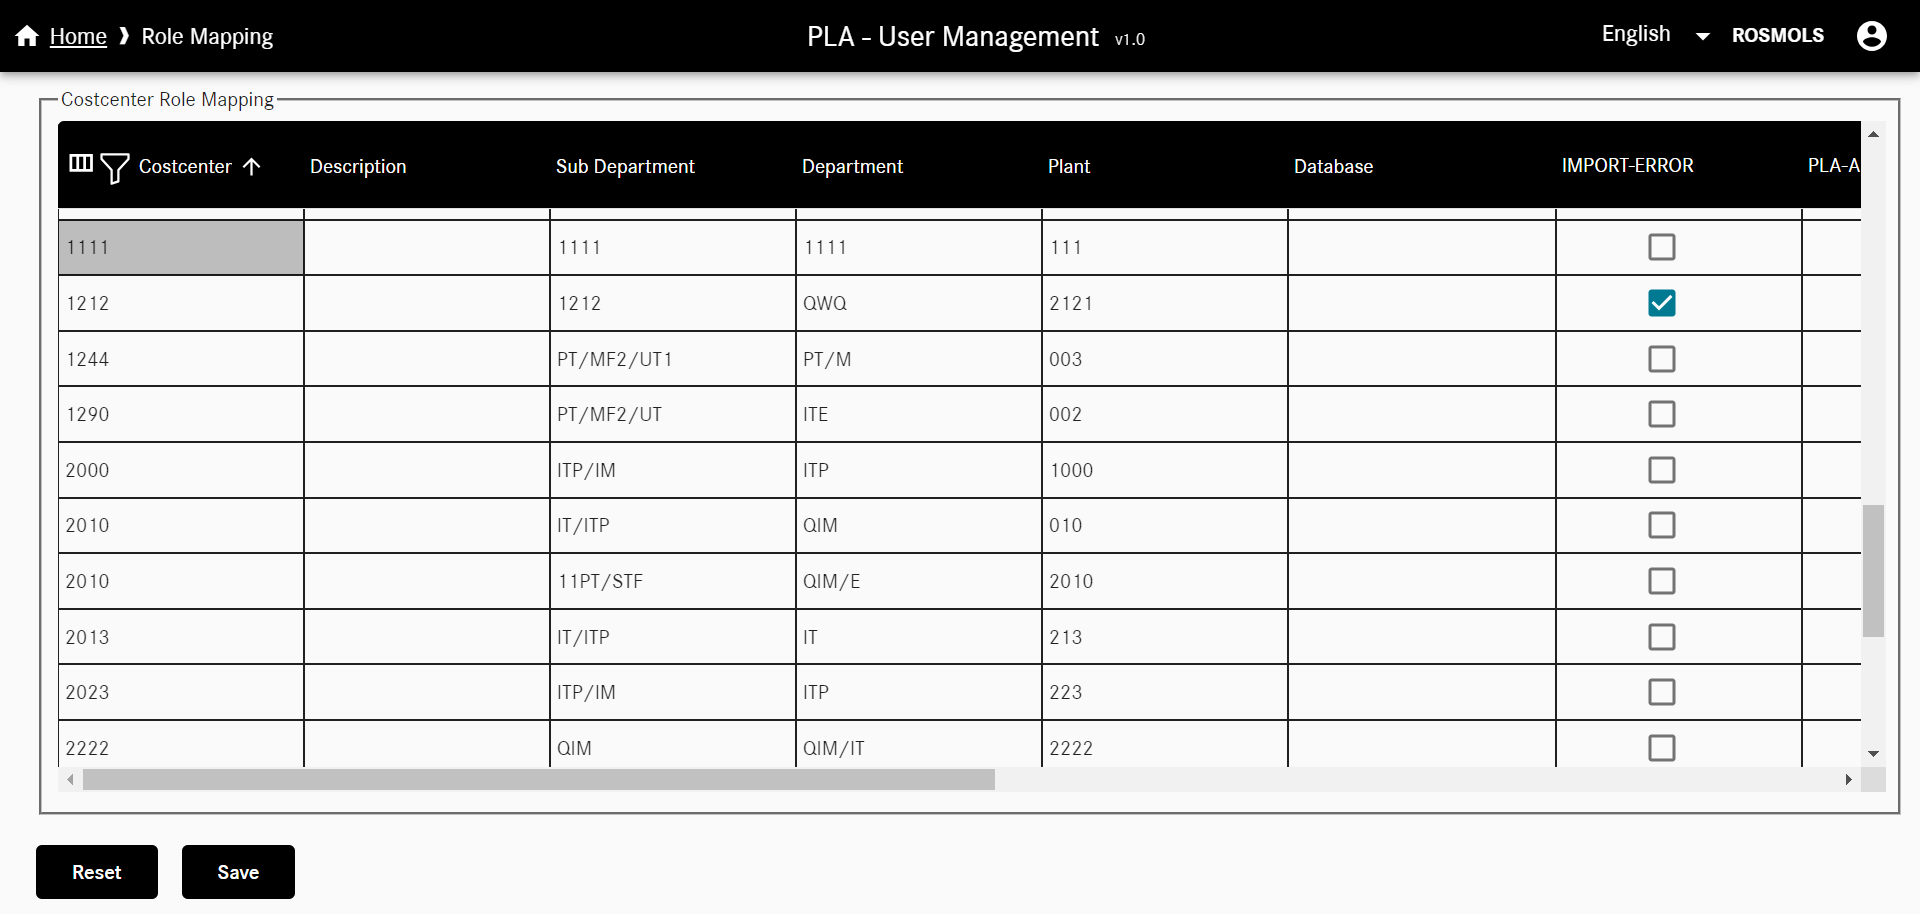 Home ❱ Role Mapping
PLA - User Management v1.0
English
ROSMOLS
Costcenter Role Mapping
Costcenter Description Sub Department Department Plant Database IMPORT-ERROR PLA-A
1111 1111 1111 111
1212 1212 QWQ 2121
1244 PT/MF2/UT1 PT/M 003
1290 PT/MF2/UT ITE 002
2000 ITP/IM ITP 1000
2010 IT/ITP QIM 010
2010 11PT/STF QIM/E 2010
2013 IT/ITP IT 213
2023 ITP/IM ITP 223
2222 QIM QIM/IT 2222
Reset Save